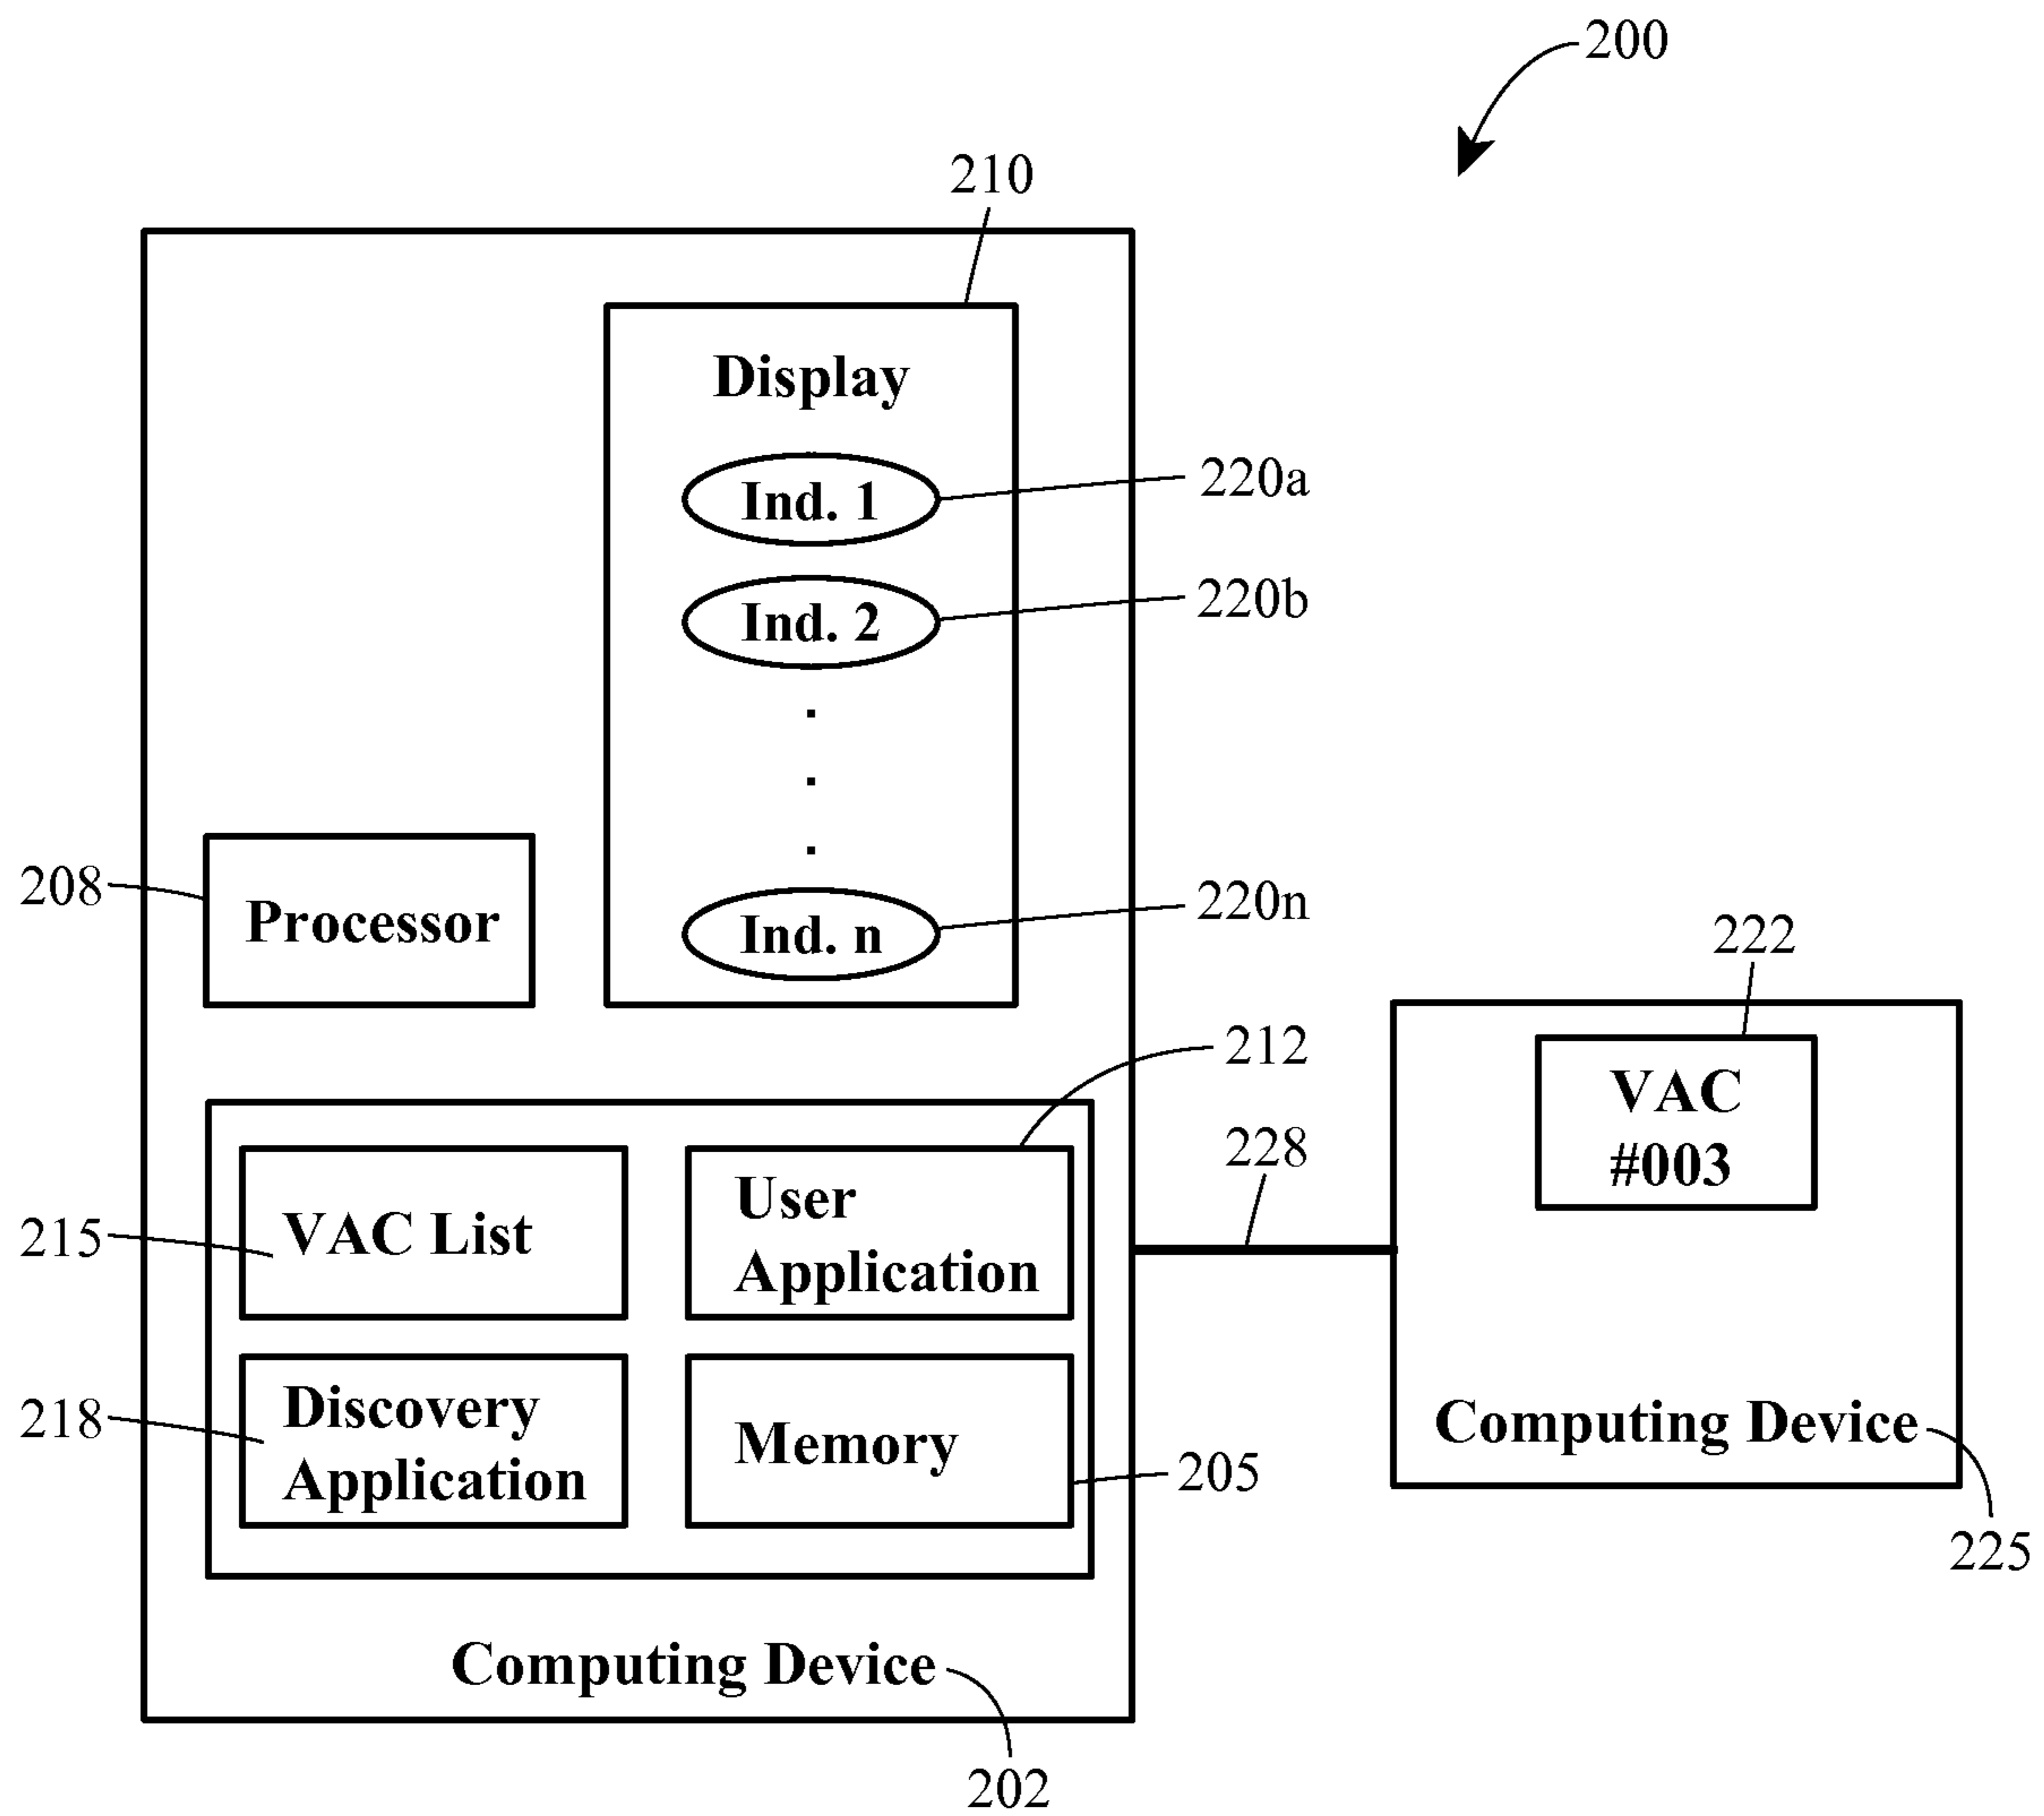 200
210
Display
Ind. 1
220a
Ind. 2
220b
208
Processor
Ind. n
220n
222
VAC
#003
212
228
215
VAC List
User
Application
218
Discovery
Application
Memory
205
Computing Device
225
Computing Device
202